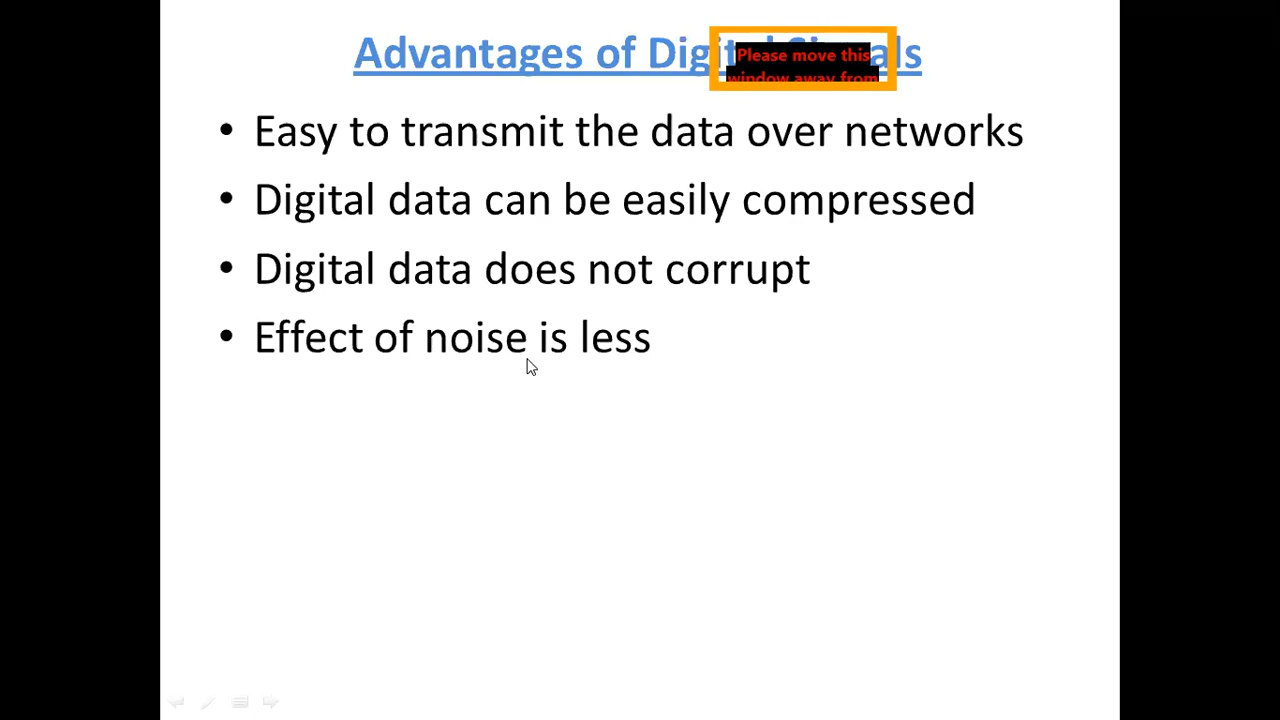 Advantages of Digital Signals
Please move this
window away from
• Easy to transmit the data over networks
• Digital data can be easily compressed
• Digital data does not corrupt
• Effect of noise is less